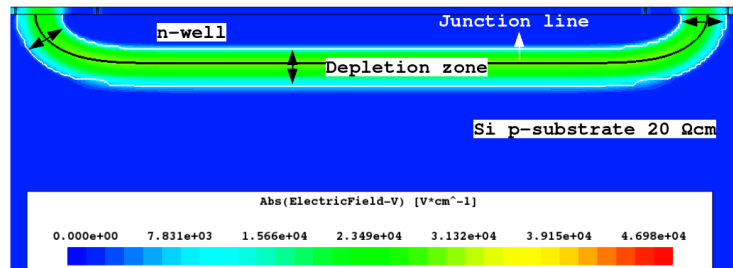 Junction line
n-well
Depletion zone
Si p-substrate 20 Ωcm
Abs(ElectricField-V) [V*cm^-1]
0.000e+00 7.831e+03 1.566e+04 2.349e+04 3.132e+04 3.915e+04 4.698e+04